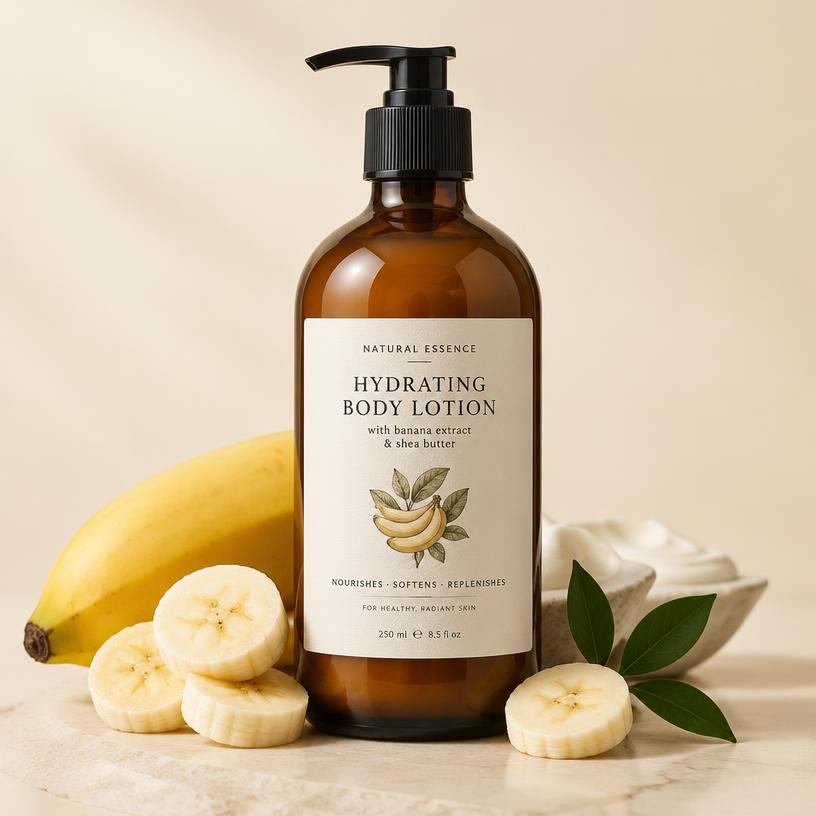 NATURAL ESSENCE
HYDRATING
BODY LOTION
with banana extract
& shea butter
NOURISHES · SOFTENS · REPLENISHES
FOR HEALTHY, RADIANT SKIN
250 ml ℮ 8.5 fl oz